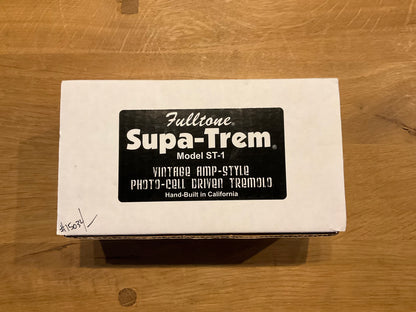 Fulltone®
Supa-Trem®
Model ST-1
VINTAGE AMP-STYLE
PHOTO-CELL DRIVEN TREMOLO
Hand-Built in California